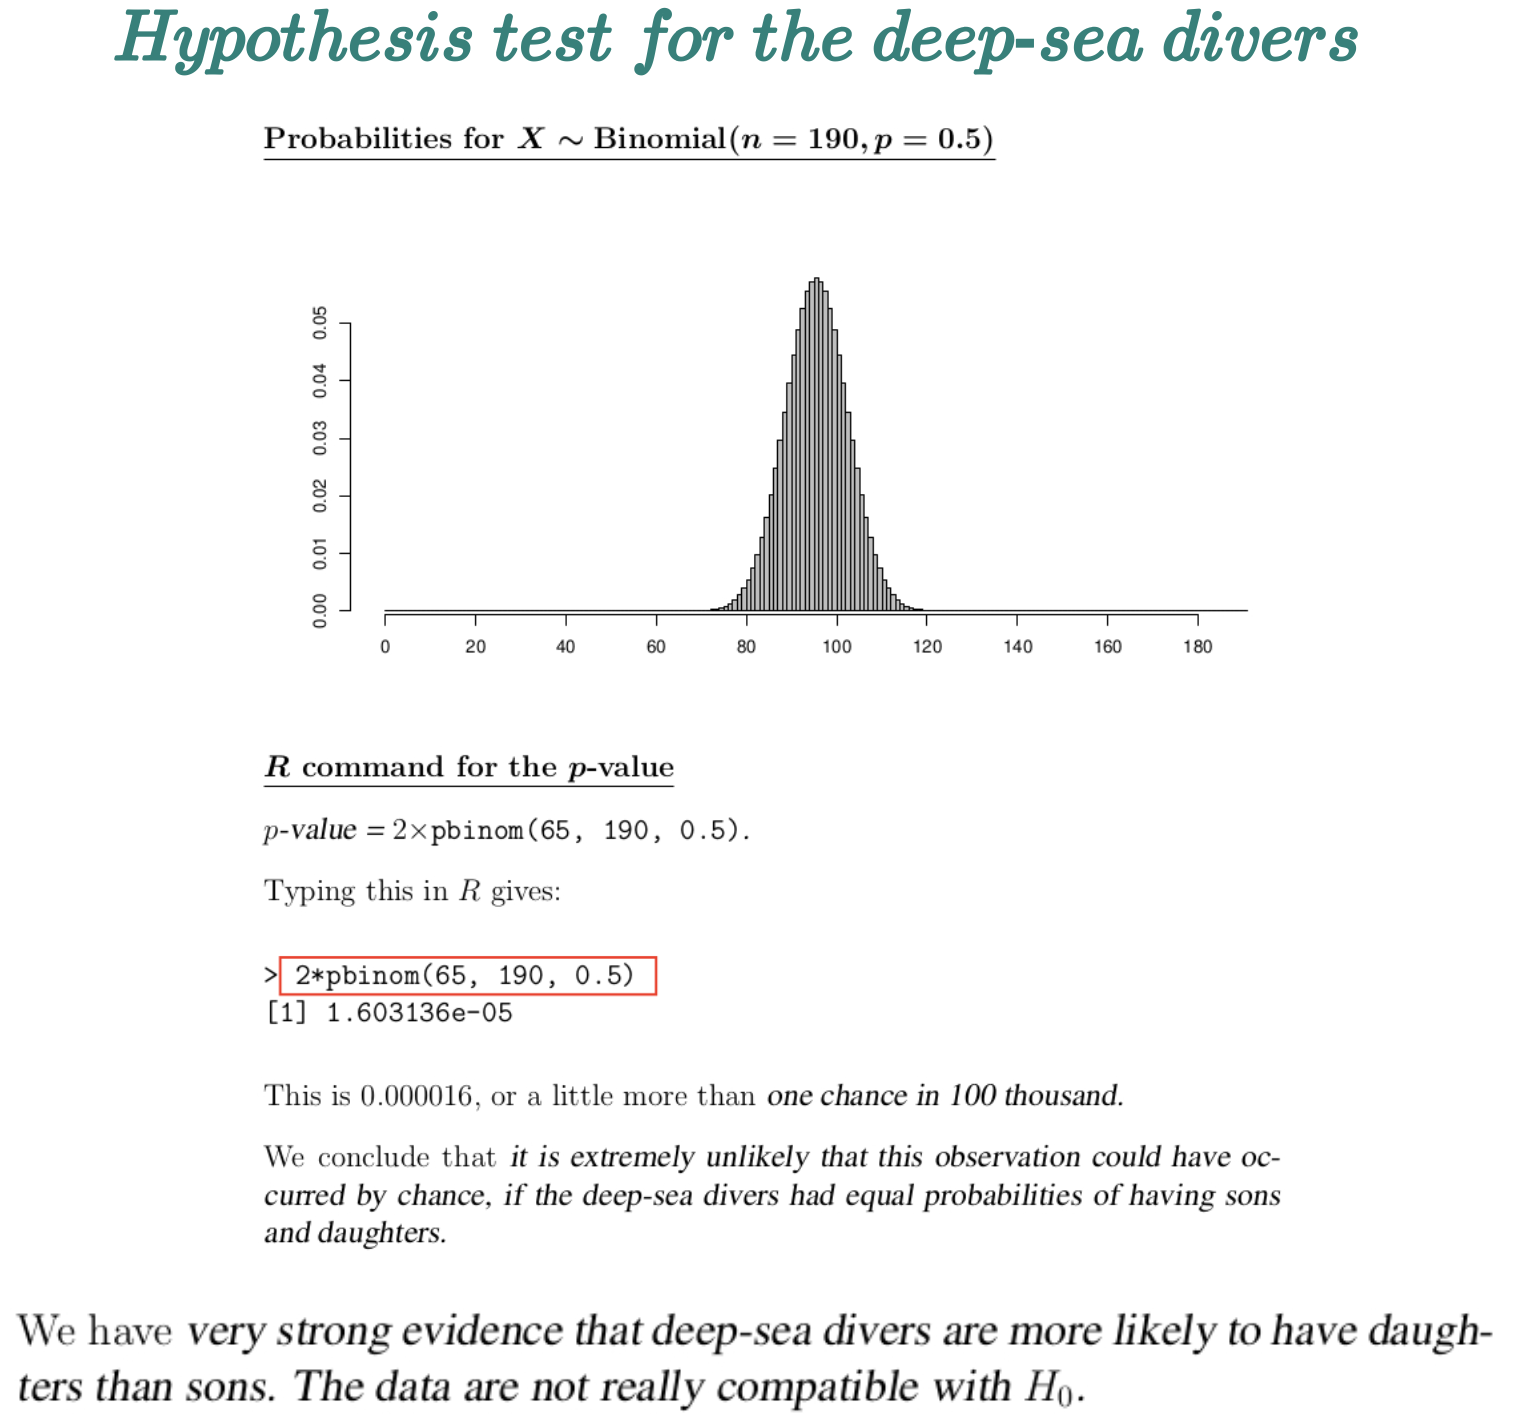 Hypothesis test for the deep-sea divers
Probabilities for X ∼ Binomial(n = 190, p = 0.5)
0.05
0.04
0.03
0.02
0.01
0.00
0 20 40 60 80 100 120 140 160 180
R command for the p-value
p-value = 2×pbinom(65, 190, 0.5).
Typing this in R gives:
> 2*pbinom(65, 190, 0.5)
[1] 1.603136e-05
This is 0.000016, or a little more than one chance in 100 thousand.
We conclude that it is extremely unlikely that this observation could have oc-
curred by chance, if the deep-sea divers had equal probabilities of having sons
and daughters.
We have very strong evidence that deep-sea divers are more likely to have daugh-
ters than sons. The data are not really compatible with H₀.